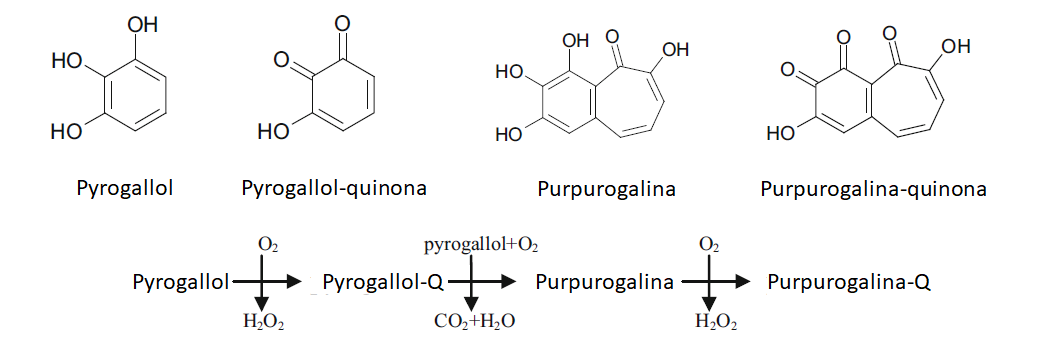 OH
HO
HO
O
O
HO
OH O
OH
HO
HO
O O
OH
O
HO
Pyrogallol
Pyrogallol-quinona
Purpurogalina
Purpurogalina-quinona
O₂
pyrogallol+O₂
O₂
Pyrogallol
Pyrogallol-Q
Purpurogalina
Purpurogalina-Q
H₂O₂
CO₂+H₂O
H₂O₂